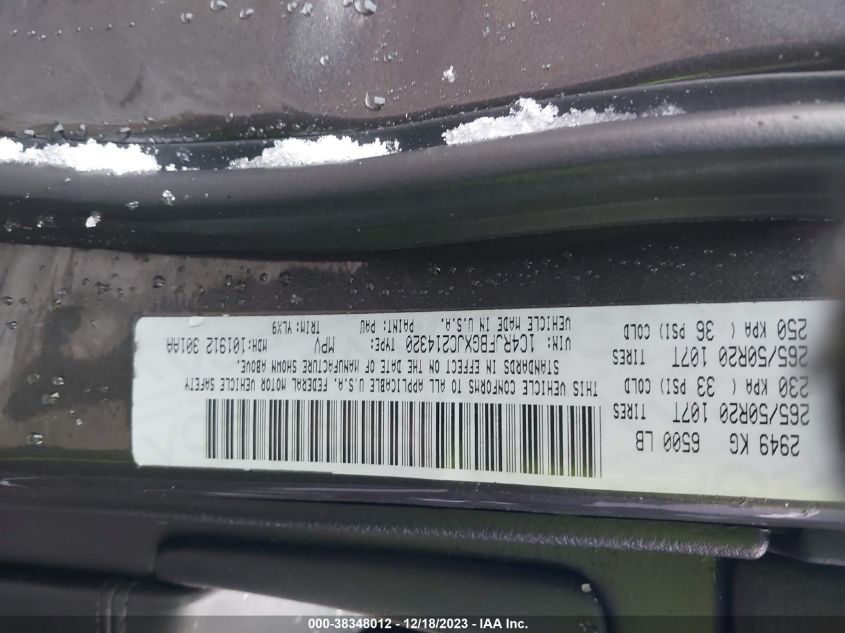 2949 KG
6500 LB
265/50R20 107T
TIRES
230 KPA ( 33 PSI) COLD
265/50R20 107T
TIRES
250 KPA ( 36 PSI) COLD
THIS VEHICLE CONFORMS TO ALL APPLICABLE U.S.A. FEDERAL MOTOR VEHICLE SAFETY
STANDARDS IN EFFECT ON THE DATE OF MANUFACTURE SHOWN ABOVE.
VIN: 1C4RJFBGXJC214320 TYPE: MPV MDH:101912 301AA
VEHICLE MADE IN U.S.A. PAINT: PAU TRIM:VLX9
000-38348012 - 12/18/2023 - IAA Inc.